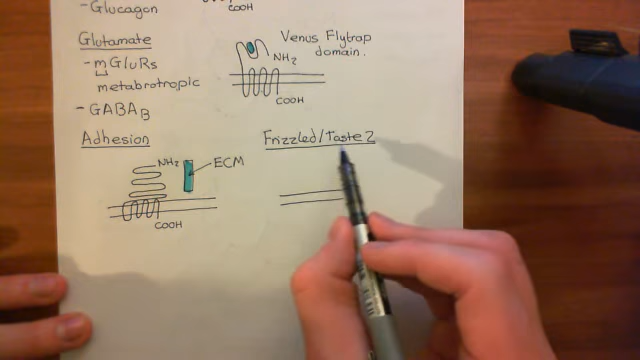 -Glucagon
COOH
Glutamate
- mGluRs
metabotropic
- GABAB
Venus Flytrap
domain.
NH2
COOH
Adhesion
NH2
ECM
COOH
Frizzled/Taste 2